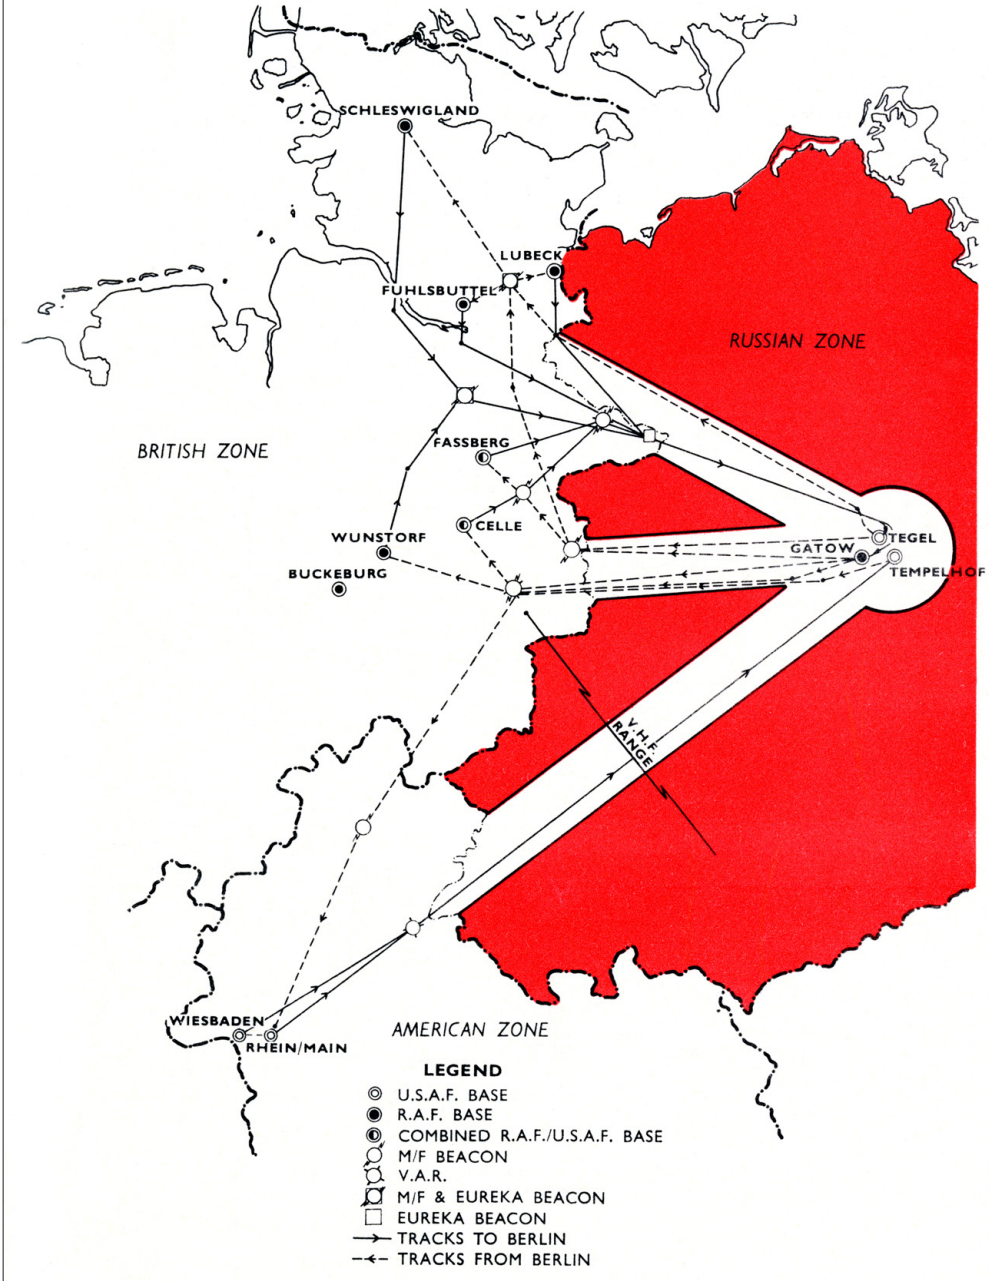 SCHLESWIGLAND
LUBECK
FUHLSBUTTEL
RUSSIAN ZONE
BRITISH ZONE
FASSBERG
CELLE
WUNSTORF
TEGEL
GATOW
BUCKEBURG
TEMPELHOF
V.H.F.
RANGE
WIESBADEN
RHEIN/MAIN
AMERICAN ZONE
LEGEND
U.S.A.F. BASE
R.A.F. BASE
COMBINED R.A.F./U.S.A.F. BASE
M/F BEACON
V.A.R.
M/F & EUREKA BEACON
EUREKA BEACON
TRACKS TO BERLIN
TRACKS FROM BERLIN